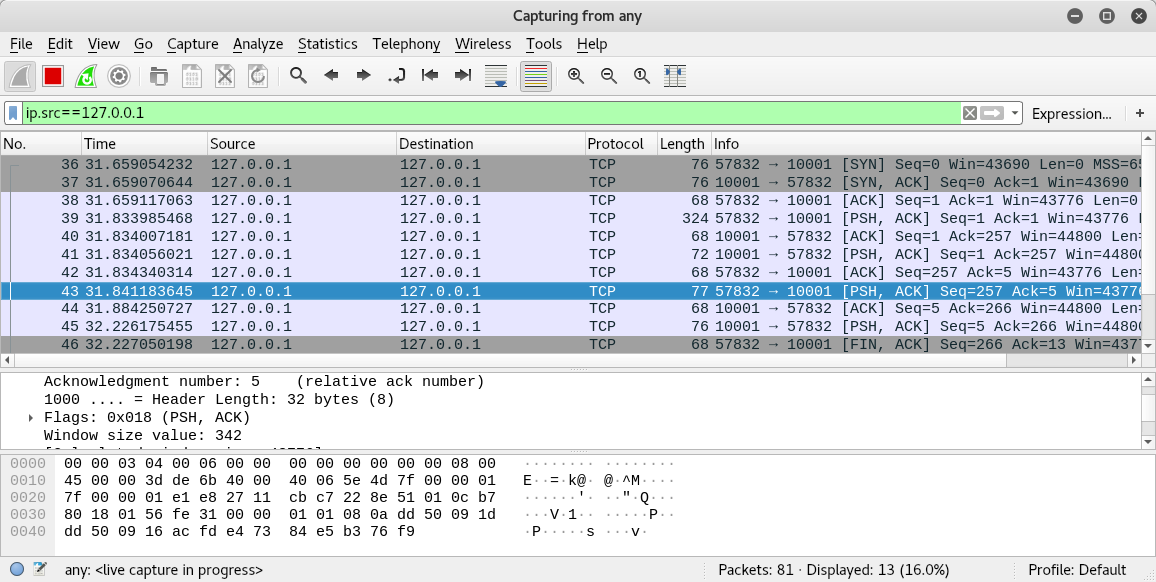 Capturing from any
File Edit View Go Capture Analyze Statistics Telephony Wireless Tools Help
ip.src==127.0.0.1 Expression... +
No. Time Source Destination Protocol Length Info
36 31.659054232 127.0.0.1 127.0.0.1 TCP 76 57832 → 10001 [SYN] Seq=0 Win=43690 Len=0 MSS=65
37 31.659070644 127.0.0.1 127.0.0.1 TCP 76 10001 → 57832 [SYN, ACK] Seq=0 Ack=1 Win=43690
38 31.659117063 127.0.0.1 127.0.0.1 TCP 68 57832 → 10001 [ACK] Seq=1 Ack=1 Win=43776 Len=0
39 31.833985468 127.0.0.1 127.0.0.1 TCP 324 57832 → 10001 [PSH, ACK] Seq=1 Ack=1 Win=43776
40 31.834007181 127.0.0.1 127.0.0.1 TCP 68 10001 → 57832 [ACK] Seq=1 Ack=257 Win=44800 Len=
41 31.834056021 127.0.0.1 127.0.0.1 TCP 72 10001 → 57832 [PSH, ACK] Seq=1 Ack=257 Win=44800
42 31.834340314 127.0.0.1 127.0.0.1 TCP 68 57832 → 10001 [ACK] Seq=257 Ack=5 Win=43776 Len=
43 31.841183645 127.0.0.1 127.0.0.1 TCP 77 57832 → 10001 [PSH, ACK] Seq=257 Ack=5 Win=43776
44 31.884250727 127.0.0.1 127.0.0.1 TCP 68 10001 → 57832 [ACK] Seq=5 Ack=266 Win=44800 Len=
45 32.226175455 127.0.0.1 127.0.0.1 TCP 76 10001 → 57832 [PSH, ACK] Seq=5 Ack=266 Win=44800
46 32.227050198 127.0.0.1 127.0.0.1 TCP 68 57832 → 10001 [FIN, ACK] Seq=266 Ack=13 Win=437
Acknowledgment number: 5 (relative ack number)
1000 .... = Header Length: 32 bytes (8)
Flags: 0x018 (PSH, ACK)
Window size value: 342
0000 00 00 03 04 00 06 00 00 00 00 00 00 00 00 08 00 ········ ········
0010 45 00 00 3d de 6b 40 00 40 06 5e 4d 7f 00 00 01 E··=·k@· @·^M····
0020 7f 00 00 01 e1 e8 27 11 cb c7 22 8e 51 01 0c b7 ······'· ··"·Q···
0030 80 18 01 56 fe 31 00 00 01 01 08 0a dd 50 09 1d ···V·1·· ·····P··
0040 dd 50 09 16 ac fd e4 73 84 e5 b3 76 f9 ·P·····s ···v·
any: <live capture in progress> Packets: 81 · Displayed: 13 (16.0%) Profile: Default